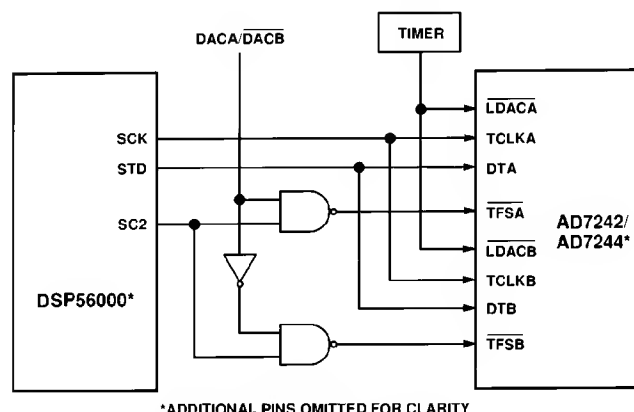 TIMER
DACA/DACB
LDACA
SCK
TCLKA
STD
DTA
TFSA
SC2
AD7242/
AD7244*
LDACB
TCLKB
DSP56000*
DTB
TFSB
*ADDITIONAL PINS OMITTED FOR CLARITY